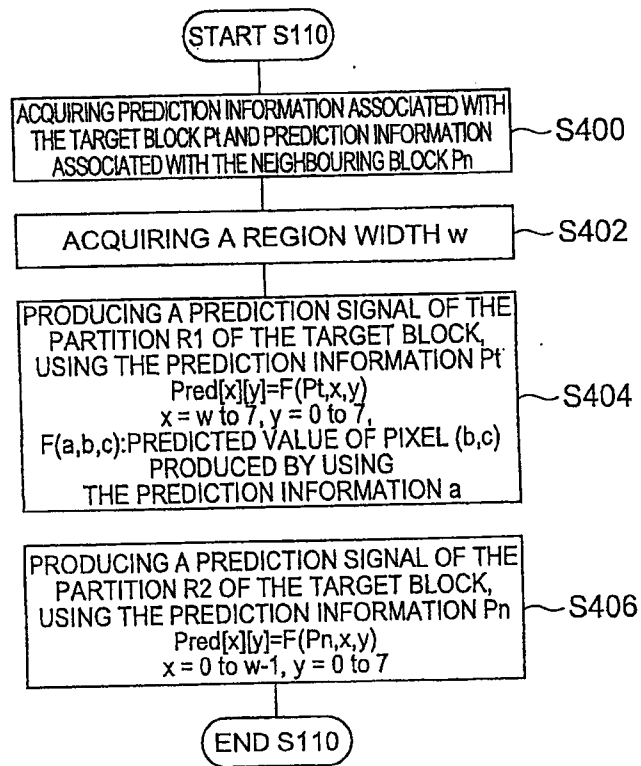 START S110
ACQUIRING PREDICTION INFORMATION ASSOCIATED WITH
THE TARGET BLOCK Pt AND PREDICTION INFORMATION
ASSOCIATED WITH THE NEIGHBOURING BLOCK Pn
S400
ACQUIRING A REGION WIDTH w
S402
PRODUCING A PREDICTION SIGNAL OF THE
PARTITION R1 OF THE TARGET BLOCK,
USING THE PREDICTION INFORMATION Pt
Pred[x][y]=F(Pt,x,y)
x = w to 7, y = 0 to 7,
F(a,b,c):PREDICTED VALUE OF PIXEL (b,c)
PRODUCED BY USING
THE PREDICTION INFORMATION a
S404
PRODUCING A PREDICTION SIGNAL OF THE
PARTITION R2 OF THE TARGET BLOCK,
USING THE PREDICTION INFORMATION Pn
Pred[x][y]=F(Pn,x,y)
x = 0 to w-1, y = 0 to 7
S406
END S110